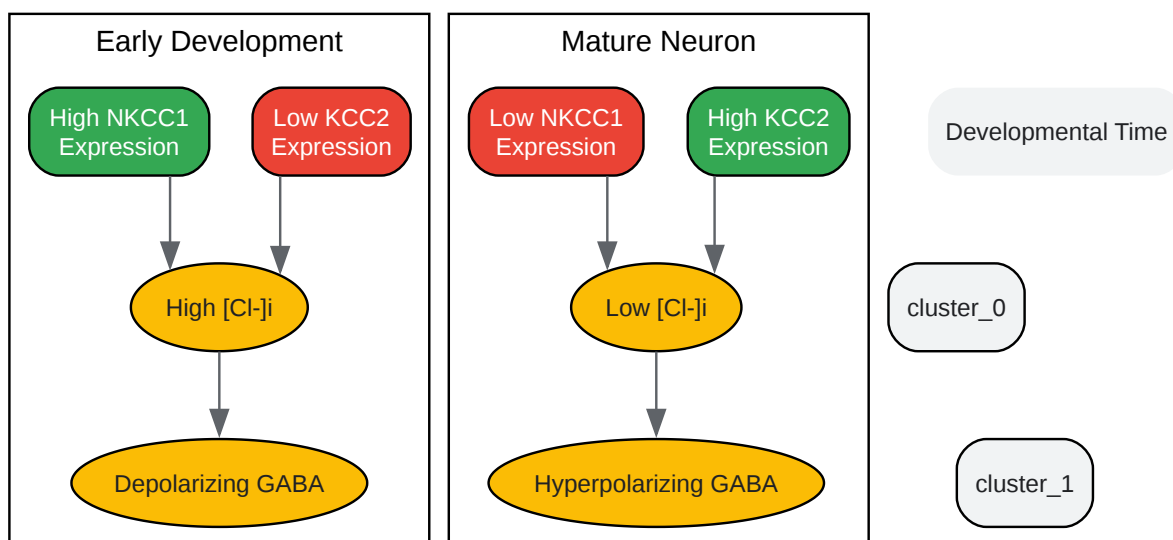 Early Development
High NKCC1
Expression
Low KCC2
Expression
High [Cl-]i
Depolarizing GABA
Mature Neuron
Low NKCC1
Expression
High KCC2
Expression
Low [Cl-]i
Hyperpolarizing GABA
Developmental Time
cluster_0
cluster_1